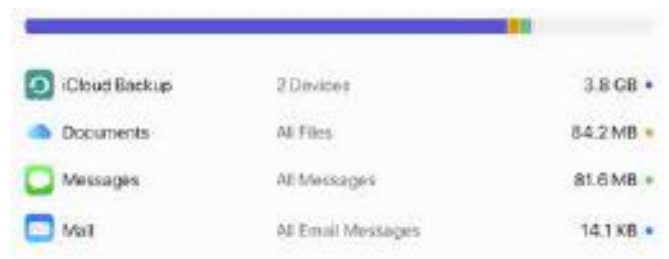 iCloud Backup 2 Devices 3.8 GB
Documents All Files 84.2 MB
Messages All Messages 81.6 MB
Mail All Email Messages 14.1 KB